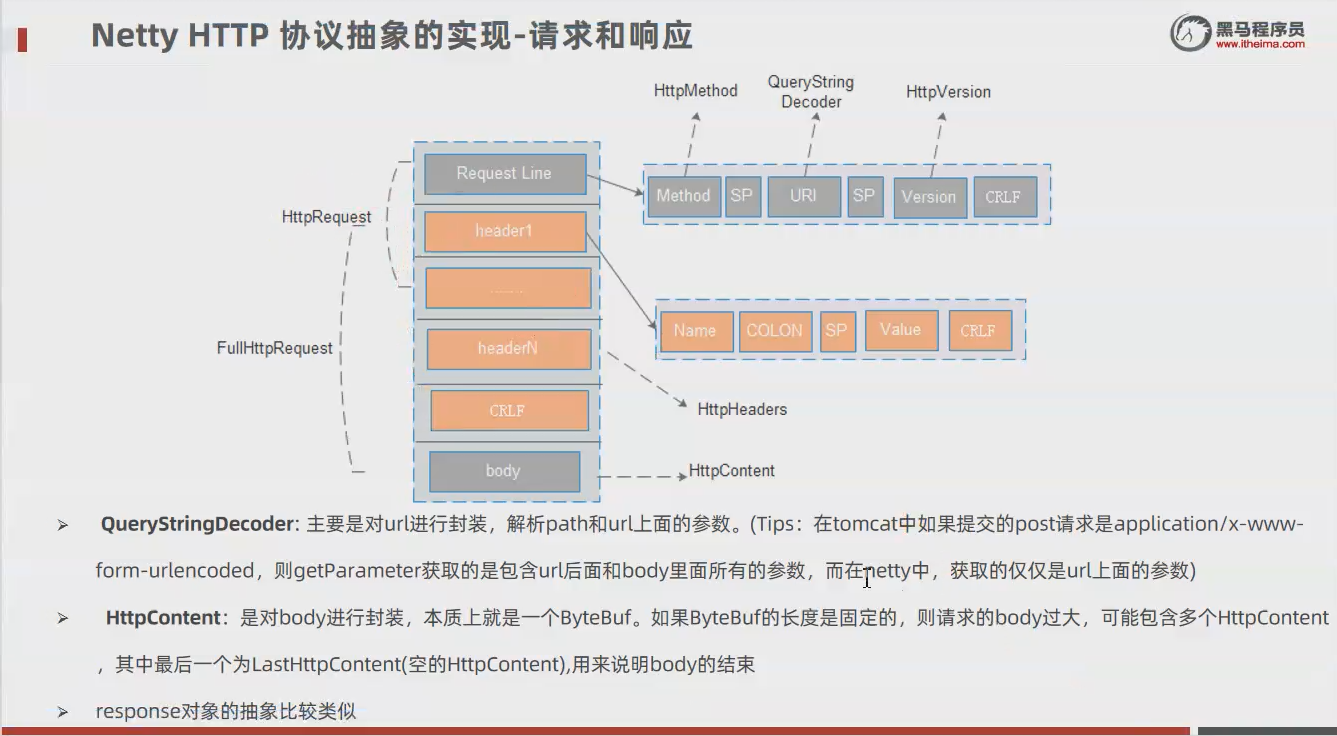 Netty HTTP 协议抽象的实现-请求和响应
黑马程序员
www.itheima.com
HttpMethod
QueryString
Decoder
HttpVersion
Request Line
Method
SP
URI
SP
Version
CRLF
HttpRequest
header1
........
Name
COLON
SP
Value
CRLF
FullHttpRequest
headerN
CRLF
HttpHeaders
body
HttpContent
➢ QueryStringDecoder: 主要是对url进行封装，解析path和url上面的参数。(Tips：在tomcat中如果提交的post请求是application/x-www-
form-urlencoded，则getParameter获取的是包含url后面和body里面所有的参数，而在netty中，获取的仅仅是url上面的参数)
➢ HttpContent：是对body进行封装，本质上就是一个ByteBuf。如果ByteBuf的长度是固定的，则请求的body过大，可能包含多个HttpContent
，其中最后一个为LastHttpContent(空的HttpContent),用来说明body的结束
➢ response对象的抽象比较类似